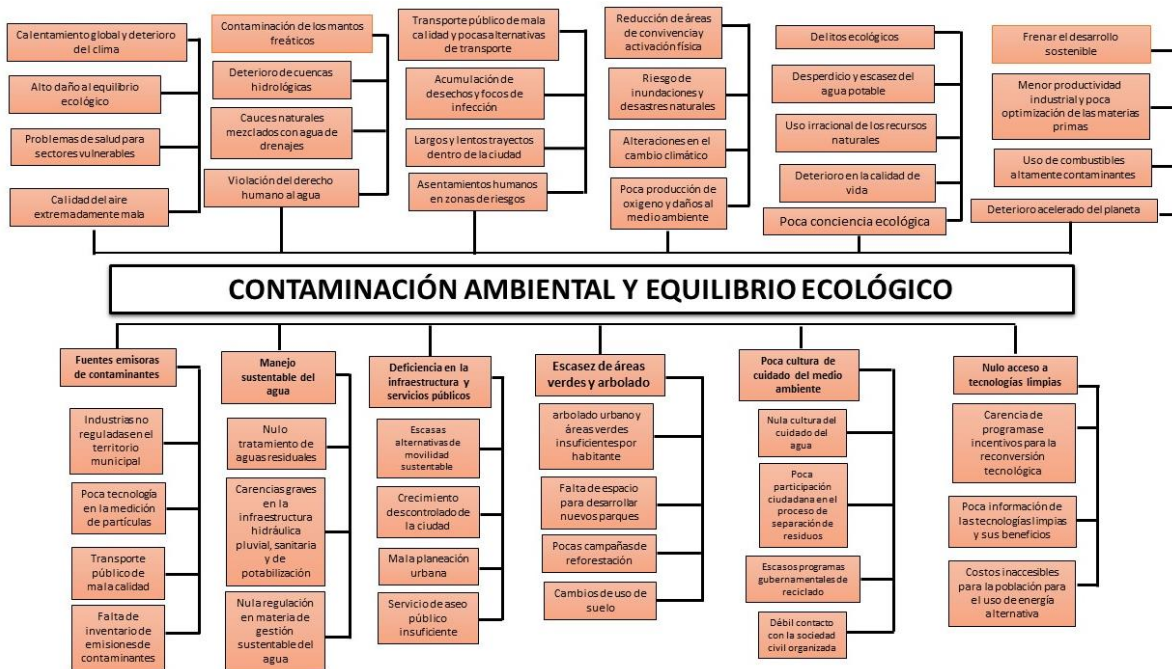 Calentamiento global y deterioro
del clima
Alto daño al equilibrio
ecológico
Problemas de salud para
sectores vulnerables
Calidad del aire
extremadamente mala
Contaminación de los mantos
freáticos
Deterioro de cuencas
hidrológicas
Cauces naturales
mezclados con agua de
drenajes
Violación del derecho
humano al agua
Transporte público de mala
calidad y pocas alternativas
de transporte
Acumulación de
desechos y focos de
infección
Largos y lentos trayectos
dentro de la ciudad
Asentamientos humanos
en zonas de riesgos
Reducción de áreas
de convivencia y
activación física
Riesgo de
inundaciones y
desastres naturales
Alteraciones en el
cambio climático
Poca producción de
oxigeno y daños al
medio ambiente
Delitos ecológicos
Desperdicio y escasez del
agua potable
Uso irracional de los recursos
naturales
Deterioro en la calidad de
vida
Poca conciencia ecológica
Frenar el desarrollo
sostenible
Menor productividad
industrial y poca
optimización de las materias
primas
Uso de combustibles
altamente contaminantes
Deterioro acelerado del planeta
CONTAMINACIÓN AMBIENTAL Y EQUILIBRIO ECOLÓGICO
Fuentes emisoras
de contaminantes
Industrias no
reguladas en el
territorio
municipal
Poca tecnología
en la medición
de partículas
Transporte
público de
mala calidad
Falta de
inventario de
emisiones de
contaminantes
Manejo
sustentable del
agua
Nulo
tratamiento de
aguas residuales
Carencias graves
en la
infraestructura
hidráulica
pluvial, sanitaria
y de
potabilización
Nula regulación
en materia de
gestión
sustentable del
agua
Deficiencia en la
infraestructura y
servicios públicos
Escasas
alternativas de
movilidad
sustentable
Crecimiento
descontrolado de
la ciudad
Mala planeación
urbana
Servicio de aseo
público
insuficiente
Escasez de áreas
verdes y arbolado
arbolado urbano y
áreas verdes
insuficientes por
habitante
Falta de espacio
para desarrollar
nuevos parques
Pocas campañas de
reforestación
Cambios de uso de
suelo
Poca cultura de
cuidado del medio
ambiente
Nula cultura del
cuidado del
agua
Poca
participación
ciudadana en el
proceso de
separación de
residuos
Escasos programas
gubernamentales de
reciclado
Débil contacto
con la sociedad
civil organizada
Nulo acceso a
tecnologías limpias
Carencia de
programas e
incentivos para la
reconversión
tecnológica
Poca información de
las tecnologías limpias
y sus beneficios
Costos inaccesibles
para la población para
el uso de energía
alternativa